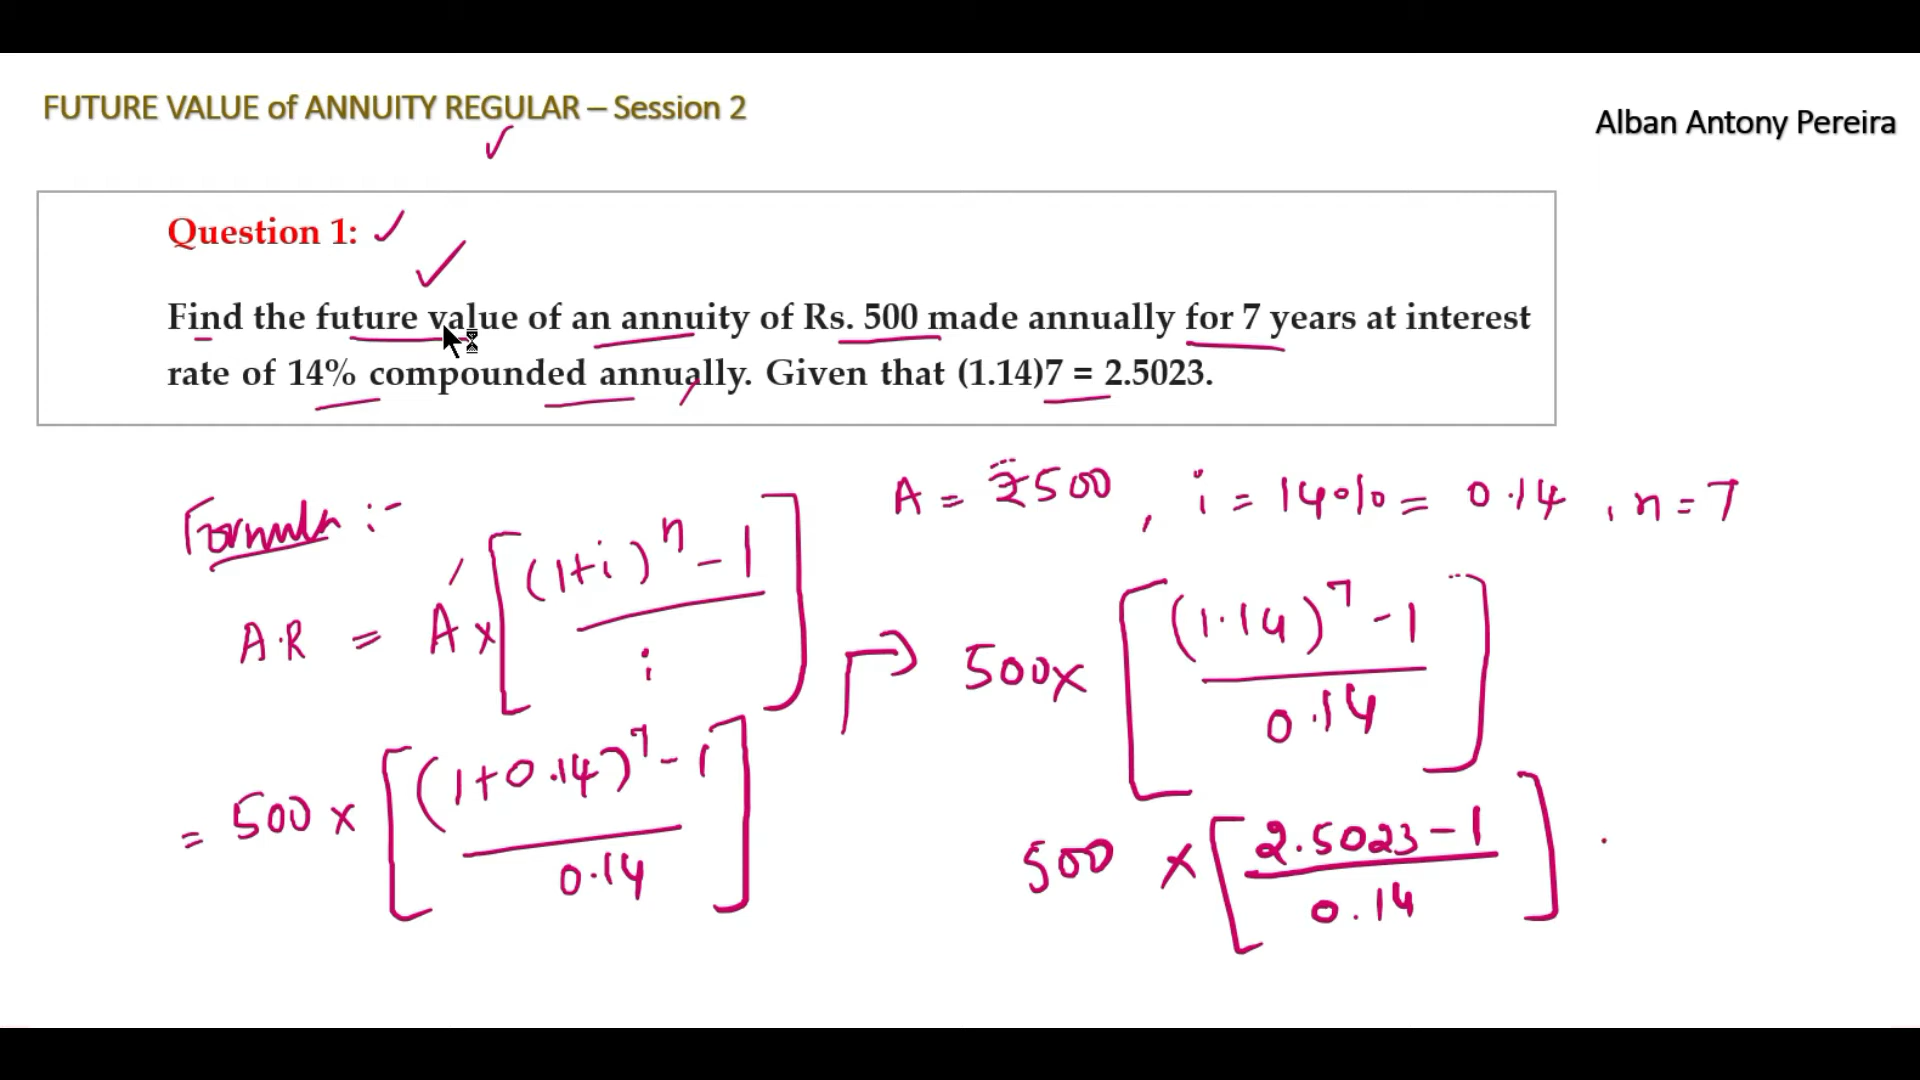 FUTURE VALUE of ANNUITY REGULAR – Session 2
Alban Antony Pereira
Question 1:
Find the future value of an annuity of Rs. 500 made annually for 7 years at interest
rate of 14% compounded annually. Given that (1.14)7 = 2.5023.
A = ₹500 , i = 14% = 0.14 , n = 7
Formula :-
A.R = A × [ (1+i)^n - 1 / i ]
= 500 × [ (1+0.14)^7 - 1 / 0.14 ]
500 × [ (1.14)^7 - 1 / 0.14 ]
500 × [ 2.5023 - 1 / 0.14 ]